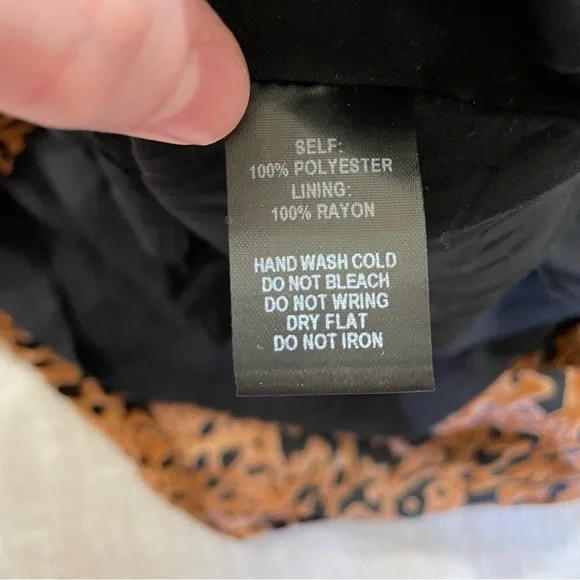 SELF:
100% POLYESTER
LINING:
100% RAYON
HAND WASH COLD
DO NOT BLEACH
DO NOT WRING
DRY FLAT
DO NOT IRON